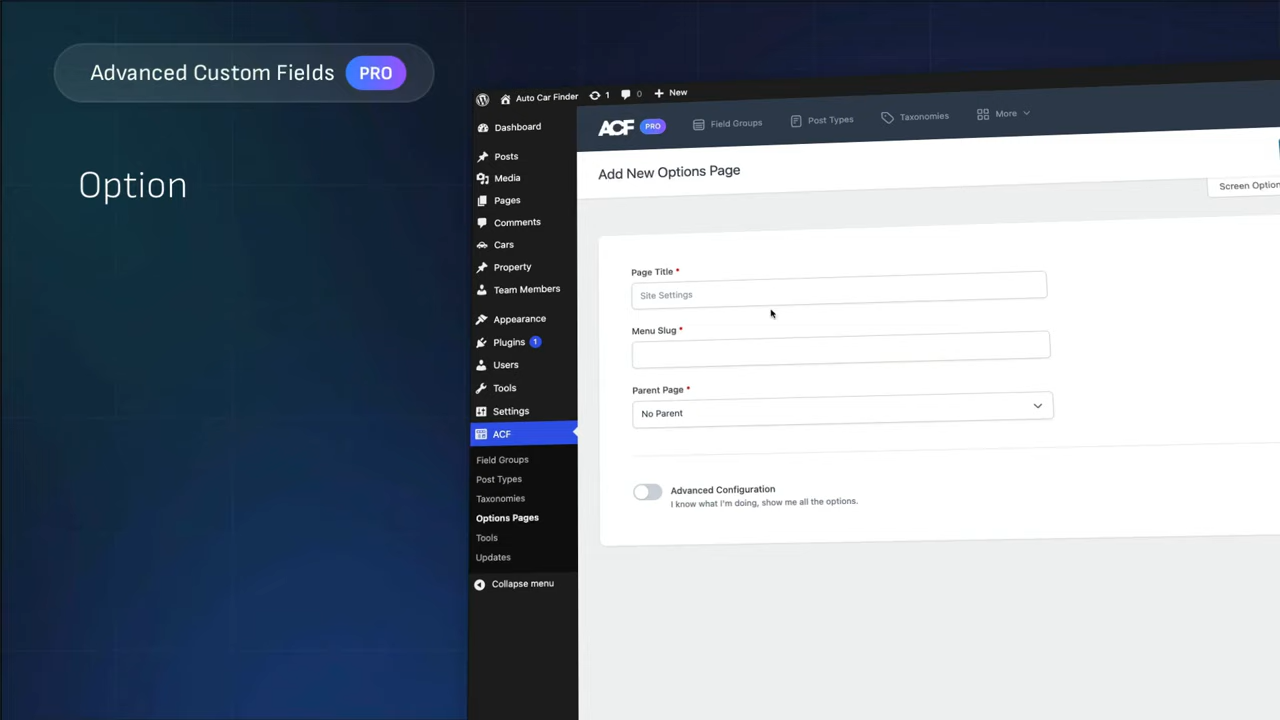 Advanced Custom Fields PRO
Option
Auto Car Finder 1 0 New
Dashboard
Posts
Media
Pages
Comments
Cars
Property
Team Members
Appearance
Plugins 1
Users
Tools
Settings
ACF
Field Groups
Post Types
Taxonomies
Options Pages
Tools
Updates
Collapse menu
ACF PRO Field Groups Post Types Taxonomies More
Add New Options Page
Screen Option
Page Title *
Site Settings
Menu Slug *
Parent Page *
No Parent
Advanced Configuration
I know what I'm doing, show me all the options.